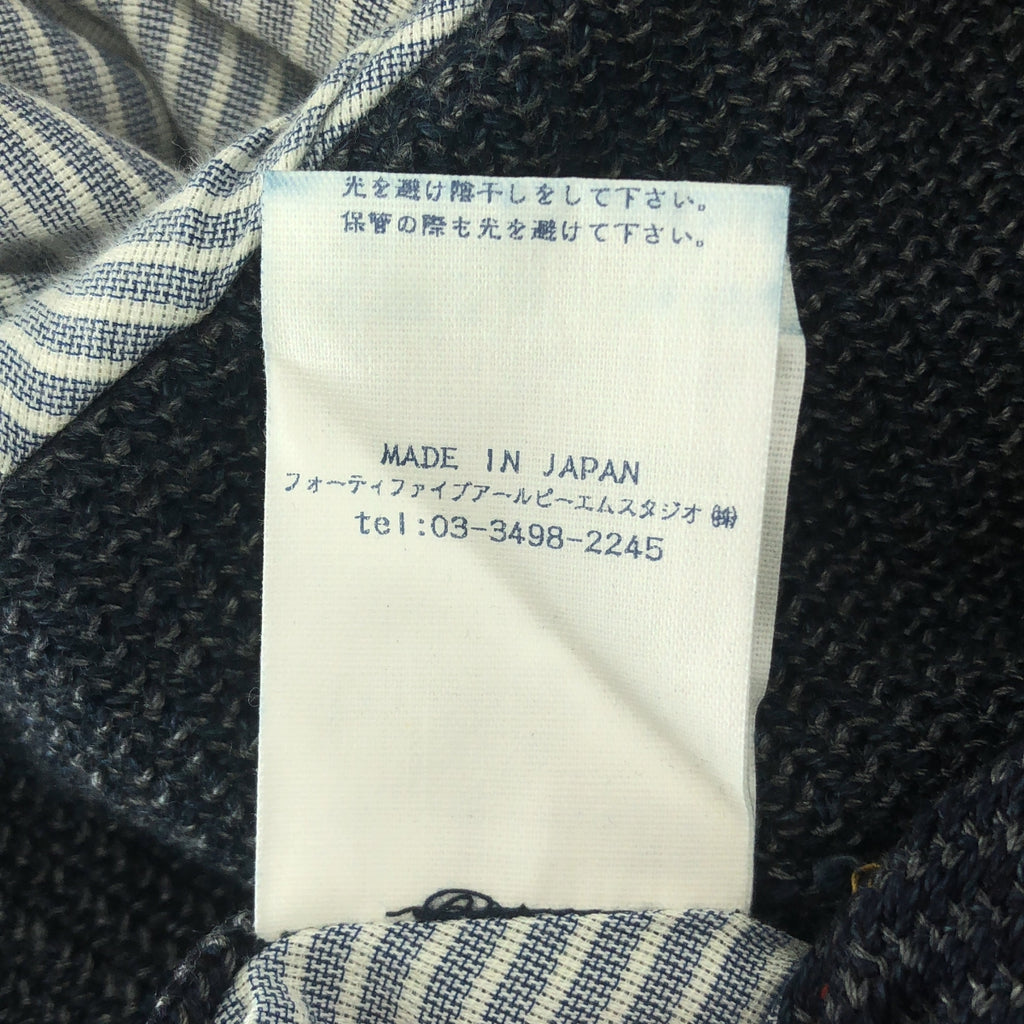 光を避け陰干しをして下さい。
保管の際も光を避けて下さい。
MADE IN JAPAN
フォーティファイブアールピーエムスタジオ ㈱
tel:03-3498-2245